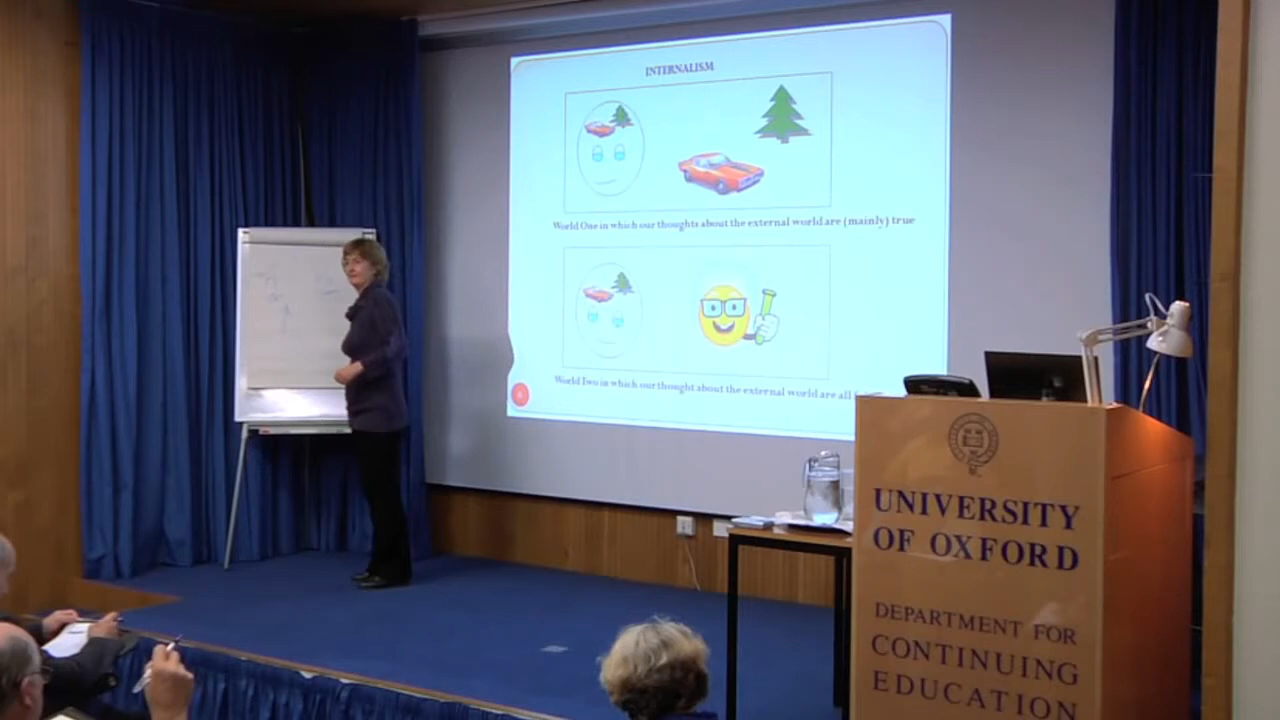 INTERNALISM
World One in which our thoughts about the external world are (mainly) true
World Two in which our thought about the external world are all
UNIVERSITY
OF OXFORD
DEPARTMENT FOR
CONTINUING
EDUCATION